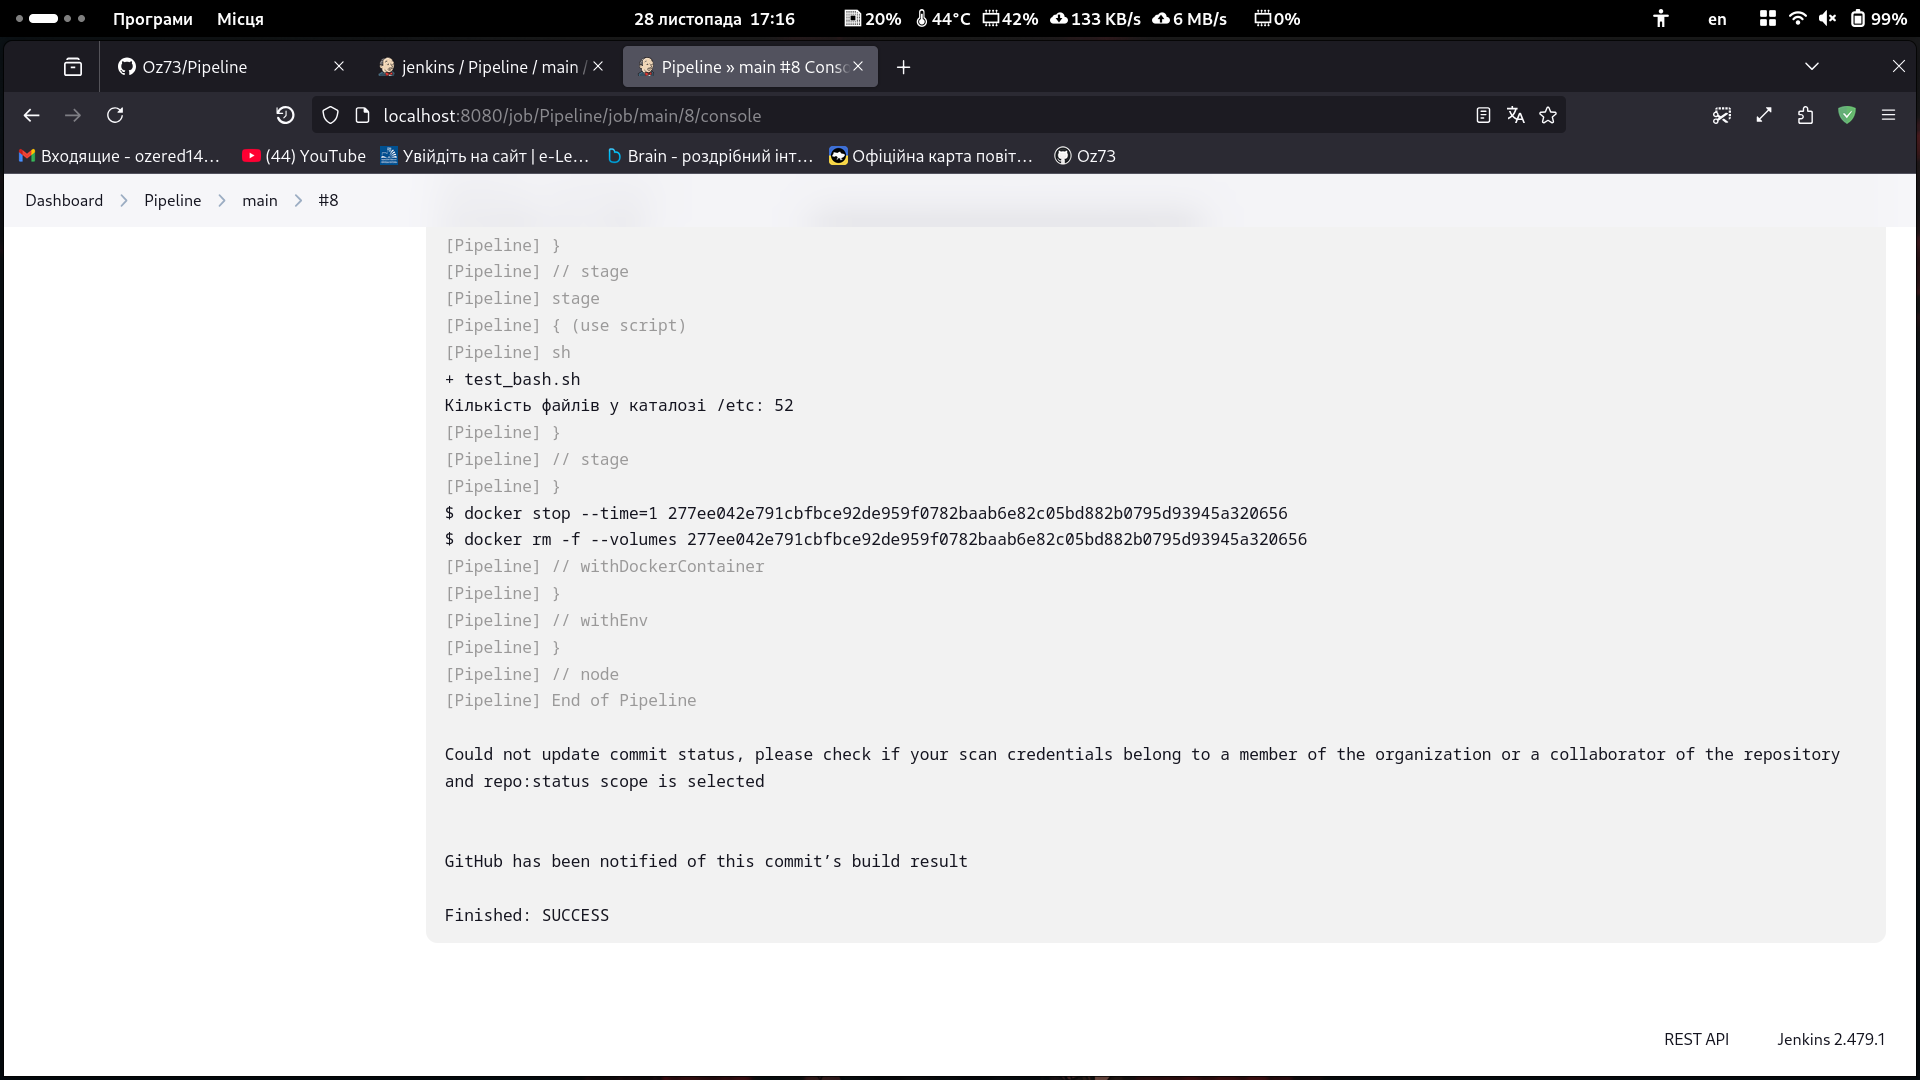 Програми Місця 28 листопада 17:16 20% 44°C 42% 133 KB/s 6 MB/s 0% en 99%
Oz73/Pipeline jenkins / Pipeline / main / Pipeline » main #8 Conso
localhost:8080/job/Pipeline/job/main/8/console
Входящие - ozered14… (44) YouTube Увійдіть на сайт | e-Le… Brain - роздрібний інт… Офіційна карта повіт… Oz73
Dashboard Pipeline main #8
[Pipeline] }
[Pipeline] // stage
[Pipeline] stage
[Pipeline] { (use script)
[Pipeline] sh
+ test_bash.sh
Кількість файлів у каталозі /etc: 52
[Pipeline] }
[Pipeline] // stage
[Pipeline] }
$ docker stop --time=1 277ee042e791cbfbce92de959f0782baab6e82c05bd882b0795d93945a320656
$ docker rm -f --volumes 277ee042e791cbfbce92de959f0782baab6e82c05bd882b0795d93945a320656
[Pipeline] // withDockerContainer
[Pipeline] }
[Pipeline] // withEnv
[Pipeline] }
[Pipeline] // node
[Pipeline] End of Pipeline
Could not update commit status, please check if your scan credentials belong to a member of the organization or a collaborator of the repository
and repo:status scope is selected
GitHub has been notified of this commit’s build result
Finished: SUCCESS
REST API Jenkins 2.479.1